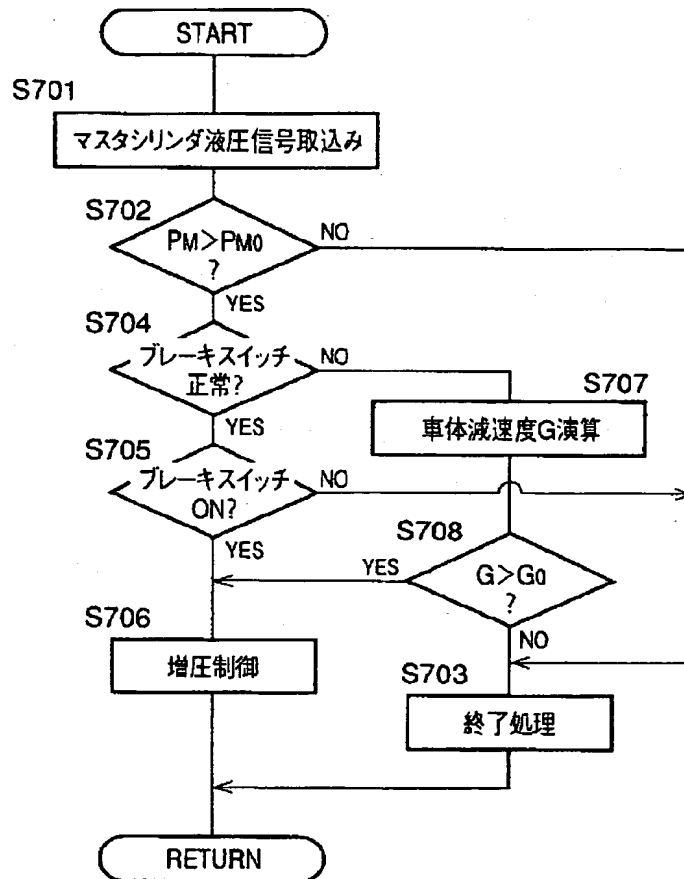 START
S701
マスタシリンダ液圧信号取込み
S702
PM>PM0
?
NO
YES
S704
ブレーキスイッチ
正常?
NO
YES
S707
車体減速度G演算
S705
ブレーキスイッチ
ON?
NO
YES
S708
G>G0
?
YES
NO
S706
増圧制御
S703
終了処理
RETURN